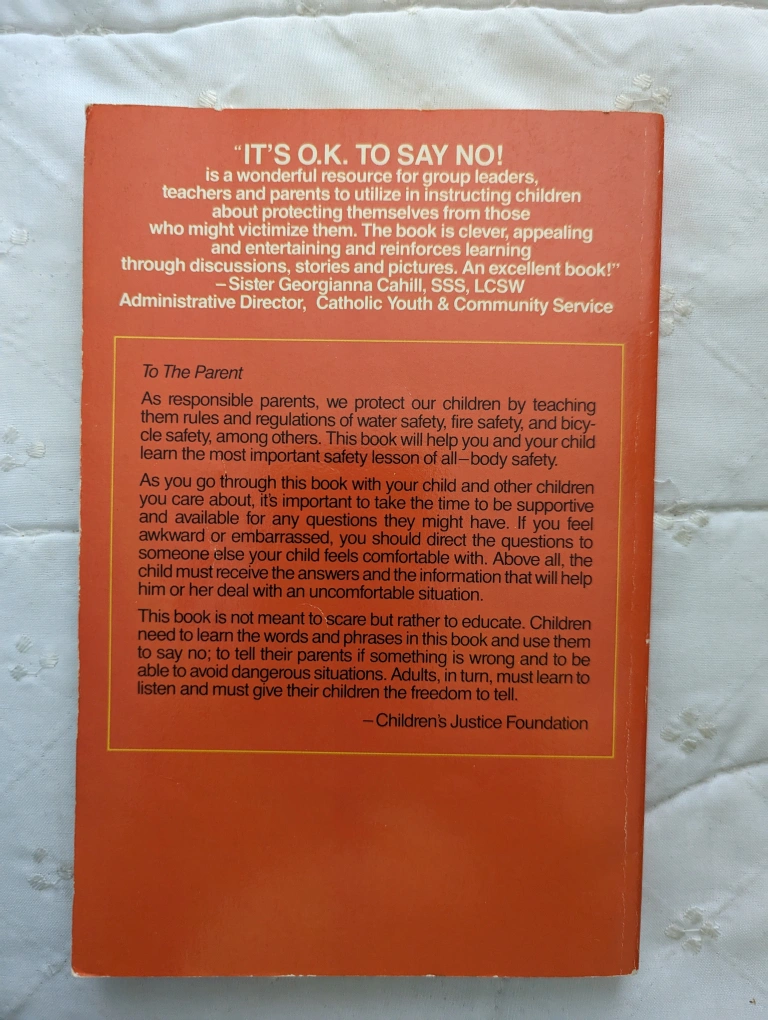 "IT'S O.K. TO SAY NO!
is a wonderful resource for group leaders,
teachers and parents to utilize in instructing children
about protecting themselves from those
who might victimize them. The book is clever, appealing
and entertaining and reinforces learning
through discussions, stories and pictures. An excellent book!"
—Sister Georgianna Cahill, SSS, LCSW
Administrative Director, Catholic Youth & Community Service
To The Parent
As responsible parents, we protect our children by teaching
them rules and regulations of water safety, fire safety, and bicy-
cle safety, among others. This book will help you and your child
learn the most important safety lesson of all—body safety.
As you go through this book with your child and other children
you care about, it's important to take the time to be supportive
and available for any questions they might have. If you feel
awkward or embarrassed, you should direct the questions to
someone else your child feels comfortable with. Above all, the
child must receive the answers and the information that will help
him or her deal with an uncomfortable situation.
This book is not meant to scare but rather to educate. Children
need to learn the words and phrases in this book and use them
to say no; to tell their parents if something is wrong and to be
able to avoid dangerous situations. Adults, in turn, must learn to
listen and must give their children the freedom to tell.
—Children's Justice Foundation